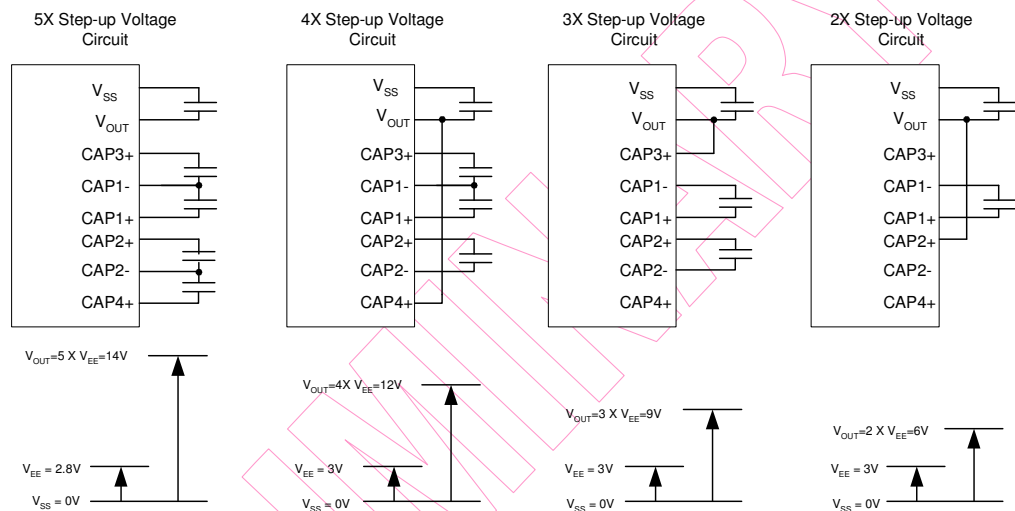 5X Step-up Voltage
Circuit
VSS
VOUT
CAP3+
CAP1-
CAP1+
CAP2+
CAP2-
CAP4+
VOUT=5 X VEE=14V
VEE = 2.8V
VSS = 0V
4X Step-up Voltage
Circuit
VSS
VOUT
CAP3+
CAP1-
CAP1+
CAP2+
CAP2-
CAP4+
VOUT=4X VEE=12V
VEE = 3V
VSS = 0V
3X Step-up Voltage
Circuit
VSS
VOUT
CAP3+
CAP1-
CAP1+
CAP2+
CAP2-
CAP4+
VOUT=3 X VEE=9V
VEE = 3V
VSS = 0V
2X Step-up Voltage
Circuit
VSS
VOUT
CAP3+
CAP1-
CAP1+
CAP2+
CAP2-
CAP4+
VOUT=2 X VEE=6V
VEE = 3V
VSS = 0V